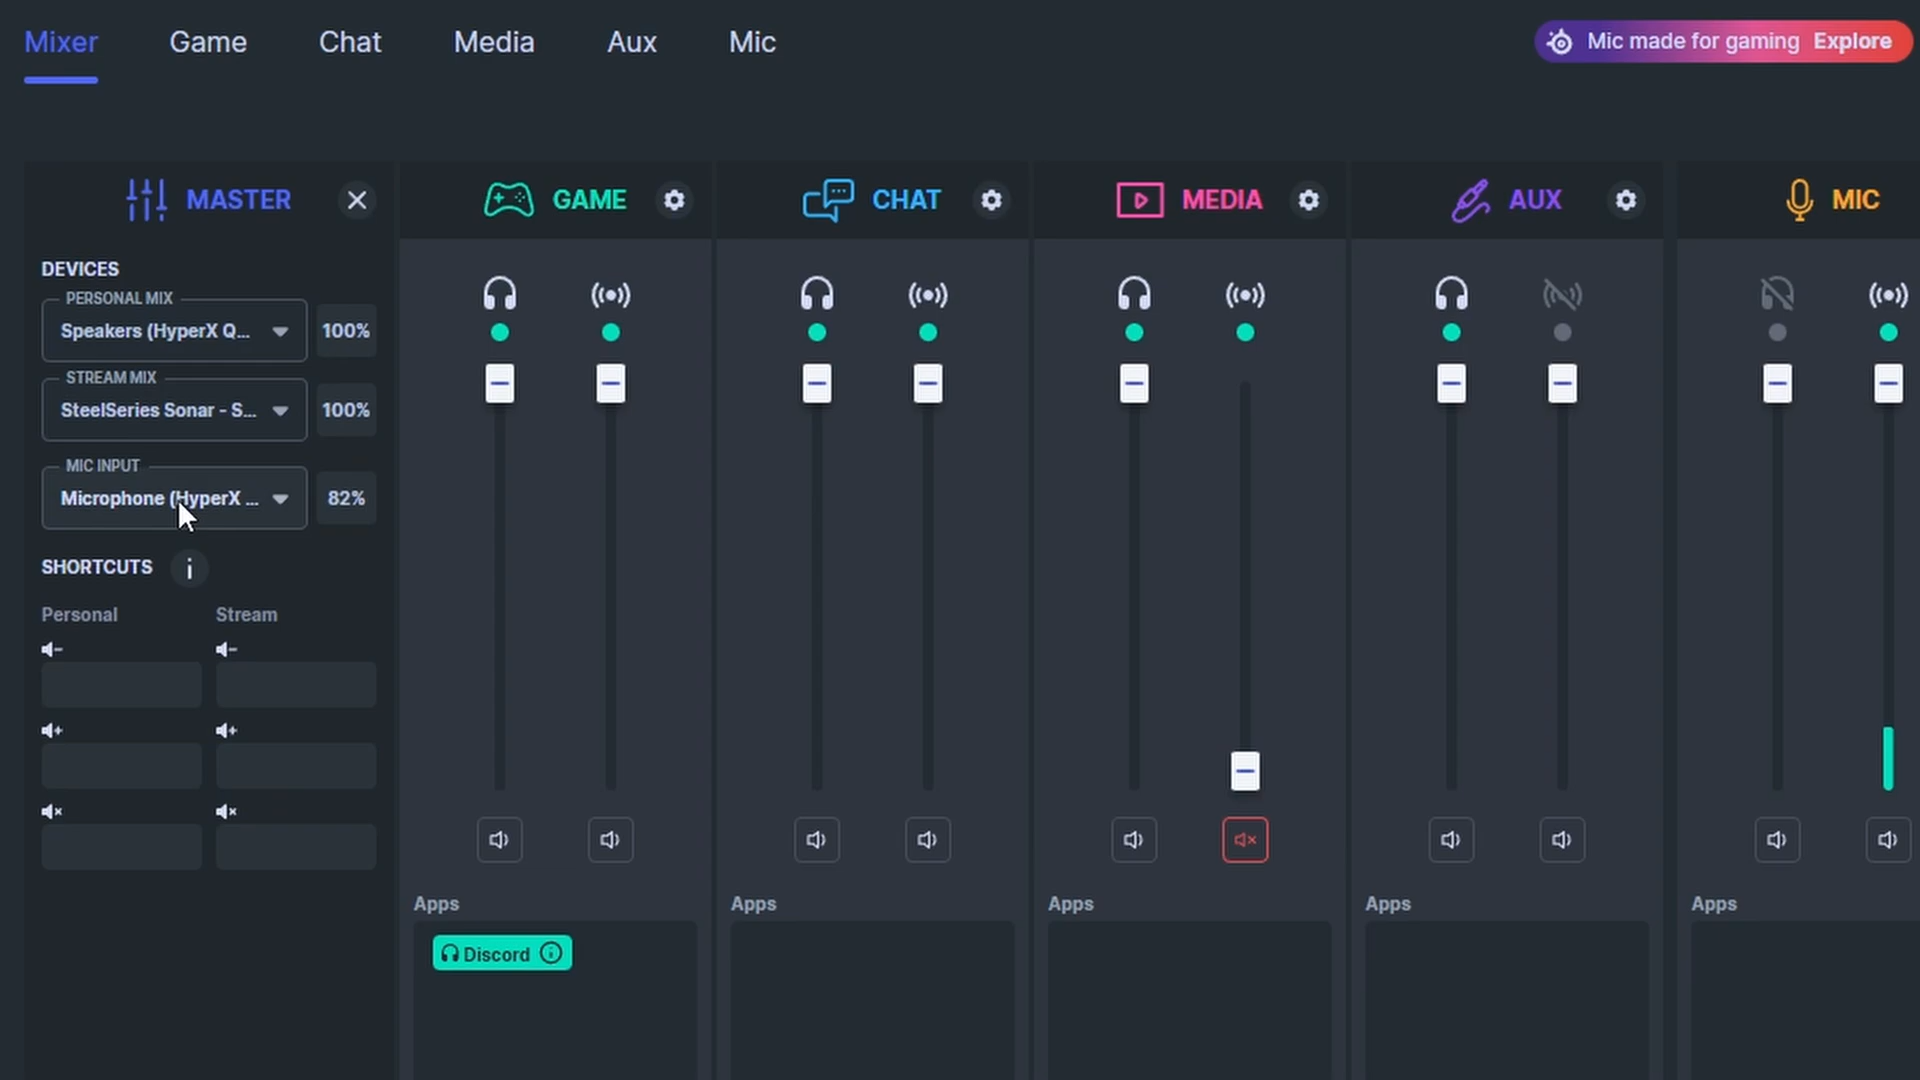 Mixer Game Chat Media Aux Mic
Mic made for gaming Explore
MASTER
GAME
CHAT
MEDIA
AUX
MIC
DEVICES
PERSONAL MIX
Speakers (HyperX Q...
100%
STREAM MIX
SteelSeries Sonar - S...
100%
MIC INPUT
Microphone (HyperX ...
82%
SHORTCUTS
Personal Stream
Apps
Apps
Apps
Apps
Apps
Discord